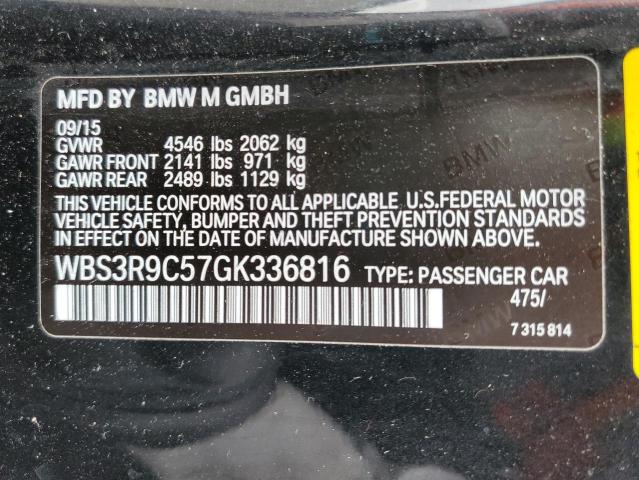 MFD BY BMW M GMBH
09/15
GVWR 4546 lbs 2062 kg
GAWR FRONT 2141 lbs 971 kg
GAWR REAR 2489 lbs 1129 kg
THIS VEHICLE CONFORMS TO ALL APPLICABLE U.S.FEDERAL MOTOR
VEHICLE SAFETY, BUMPER AND THEFT PREVENTION STANDARDS
IN EFFECT ON THE DATE OF MANUFACTURE SHOWN ABOVE.
WBS3R9C57GK336816 TYPE: PASSENGER CAR
475/
7 315 814